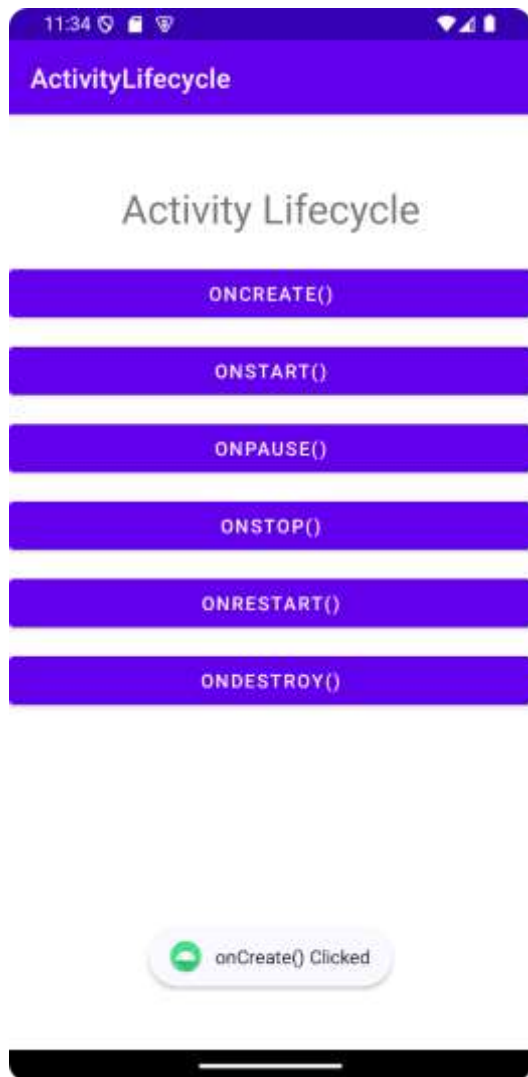 11:34
ActivityLifecycle
Activity Lifecycle
ONCREATE()
ONSTART()
ONPAUSE()
ONSTOP()
ONRESTART()
ONDESTROY()
onCreate() Clicked